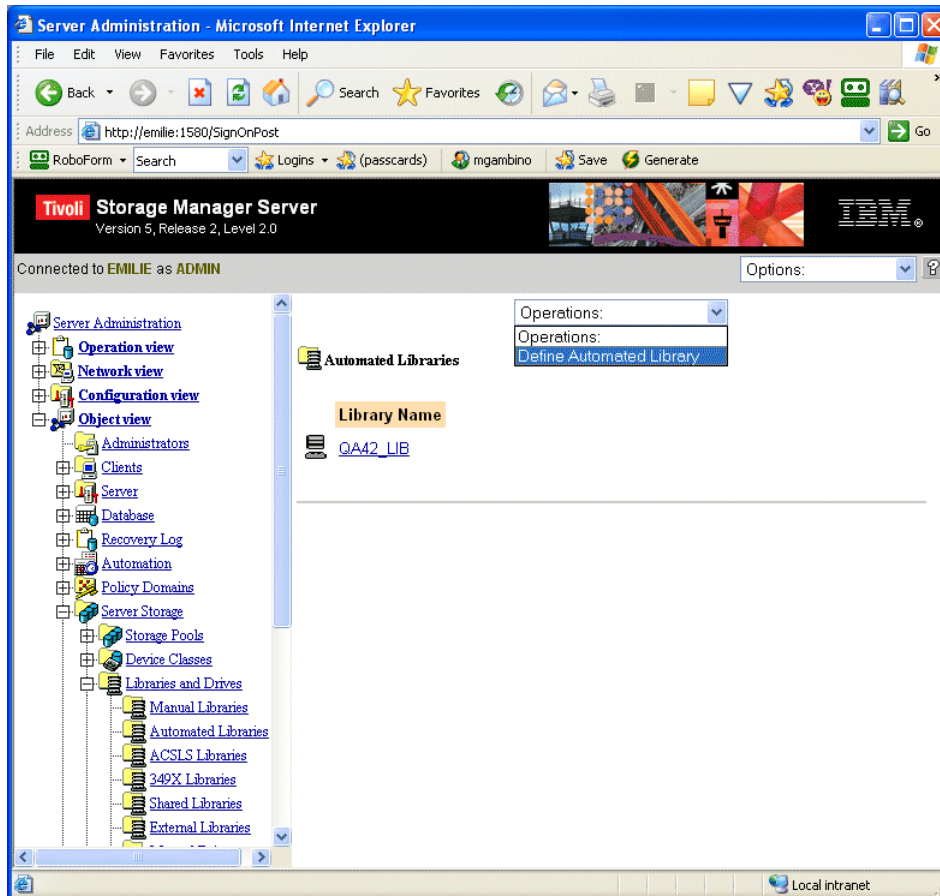 Server Administration - Microsoft Internet Explorer
File Edit View Favorites Tools Help
Back Search Favorites
Address http://emilie:1580/SignOnPost Go
RoboForm Search Logins (passcards) mgambino Save Generate
Tivoli Storage Manager Server
Version 5, Release 2, Level 2.0
IBM®
Connected to EMILIE as ADMIN
Options:
Server Administration
Operation view
Network view
Configuration view
Object view
Administrators
Clients
Server
Database
Recovery Log
Automation
Policy Domains
Server Storage
Storage Pools
Device Classes
Libraries and Drives
Manual Libraries
Automated Libraries
ACSLS Libraries
349X Libraries
Shared Libraries
External Libraries
Operations:
Operations:
Define Automated Library
Automated Libraries
Library Name
QA42_LIB
Local intranet